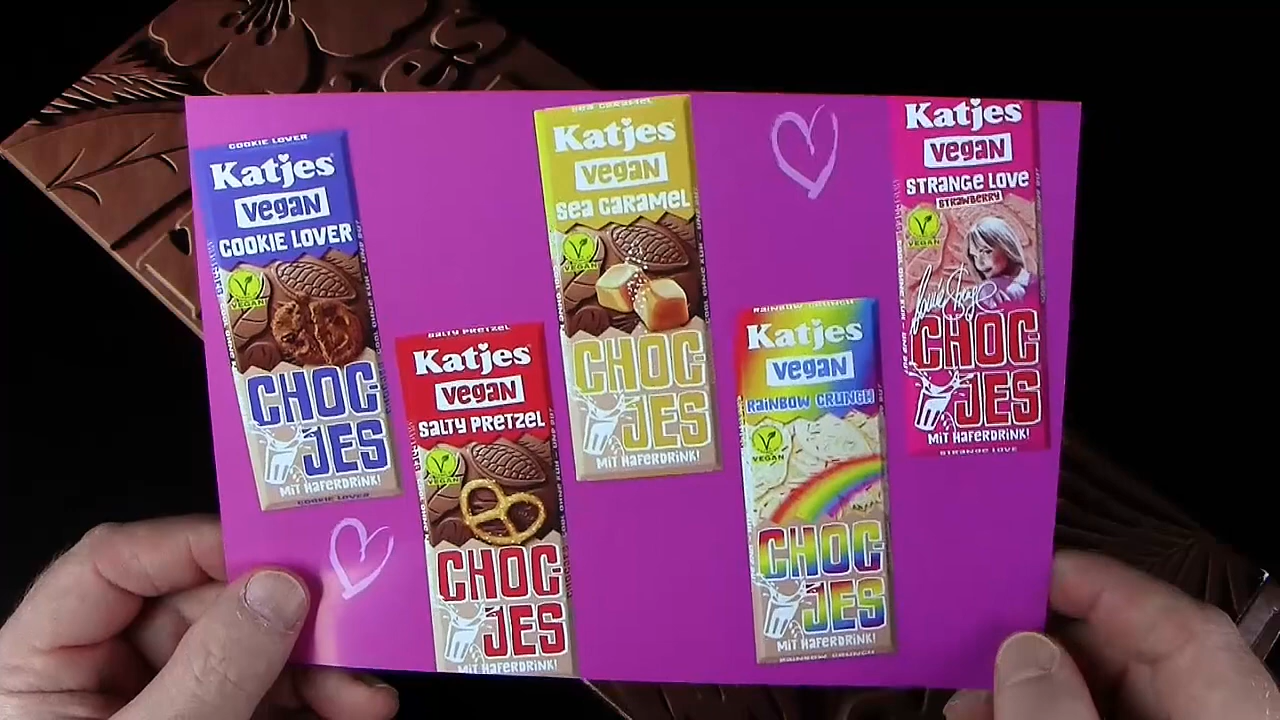 COOKIE LOVER
Katjes
vegan
COOKIE LOVER
VEGAN
CHOC-
JES
MIT HAFERDRINK!
COOKIE LOVER
SALTY PRETZEL
Katjes
vegan
SALTY PRETZEL
VEGAN
CHOC-
JES
MIT HAFERDRINK!
SEA CARAMEL
Katjes
vegan
SEA CARAMEL
VEGAN
CHOC-
JES
MIT HAFERDRINK!
RAINBOW CRUNCH
Katjes
vegan
RAINBOW CRUNCH
VEGAN
CHOC-
JES
MIT HAFERDRINK!
RAINBOW CRUNCH
Katjes
vegan
STRANGE LOVE
STRAWBERRY
VEGAN
CHOC-
JES
MIT HAFERDRINK!
STRANGE LOVE